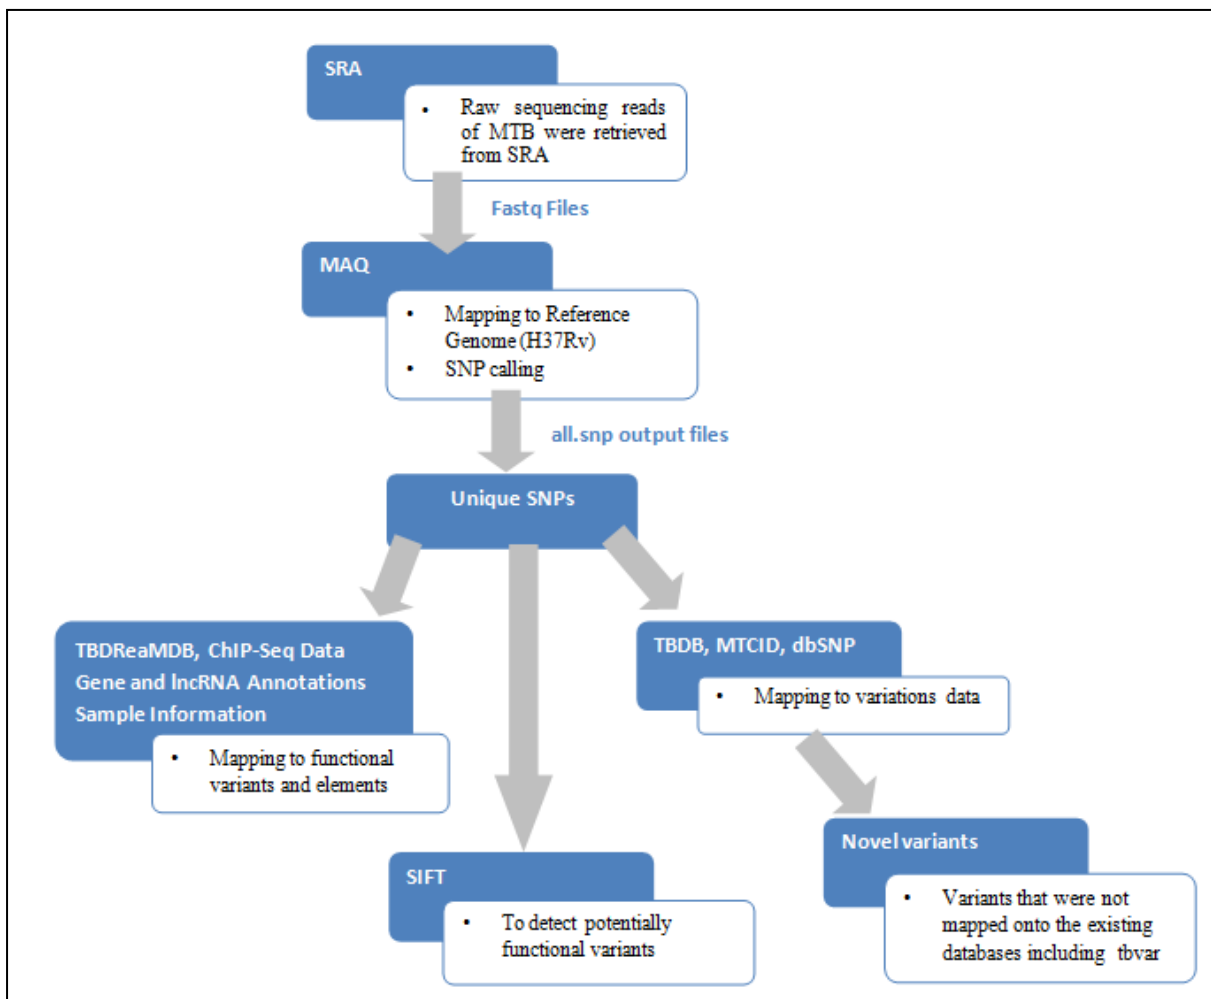 SRA
• Raw sequencing reads
of MTB were retrieved
from SRA
Fastq Files
MAQ
• Mapping to Reference
Genome (H37Rv)
• SNP calling
all.snp output files
Unique SNPs
TBDReaMDB, ChIP-Seq Data
Gene and lncRNA Annotations
Sample Information
• Mapping to functional
variants and elements
TBDB, MTCID, dbSNP
• Mapping to variations data
SIFT
• To detect potentially
functional variants
Novel variants
• Variants that were not
mapped onto the existing
databases including tbvar